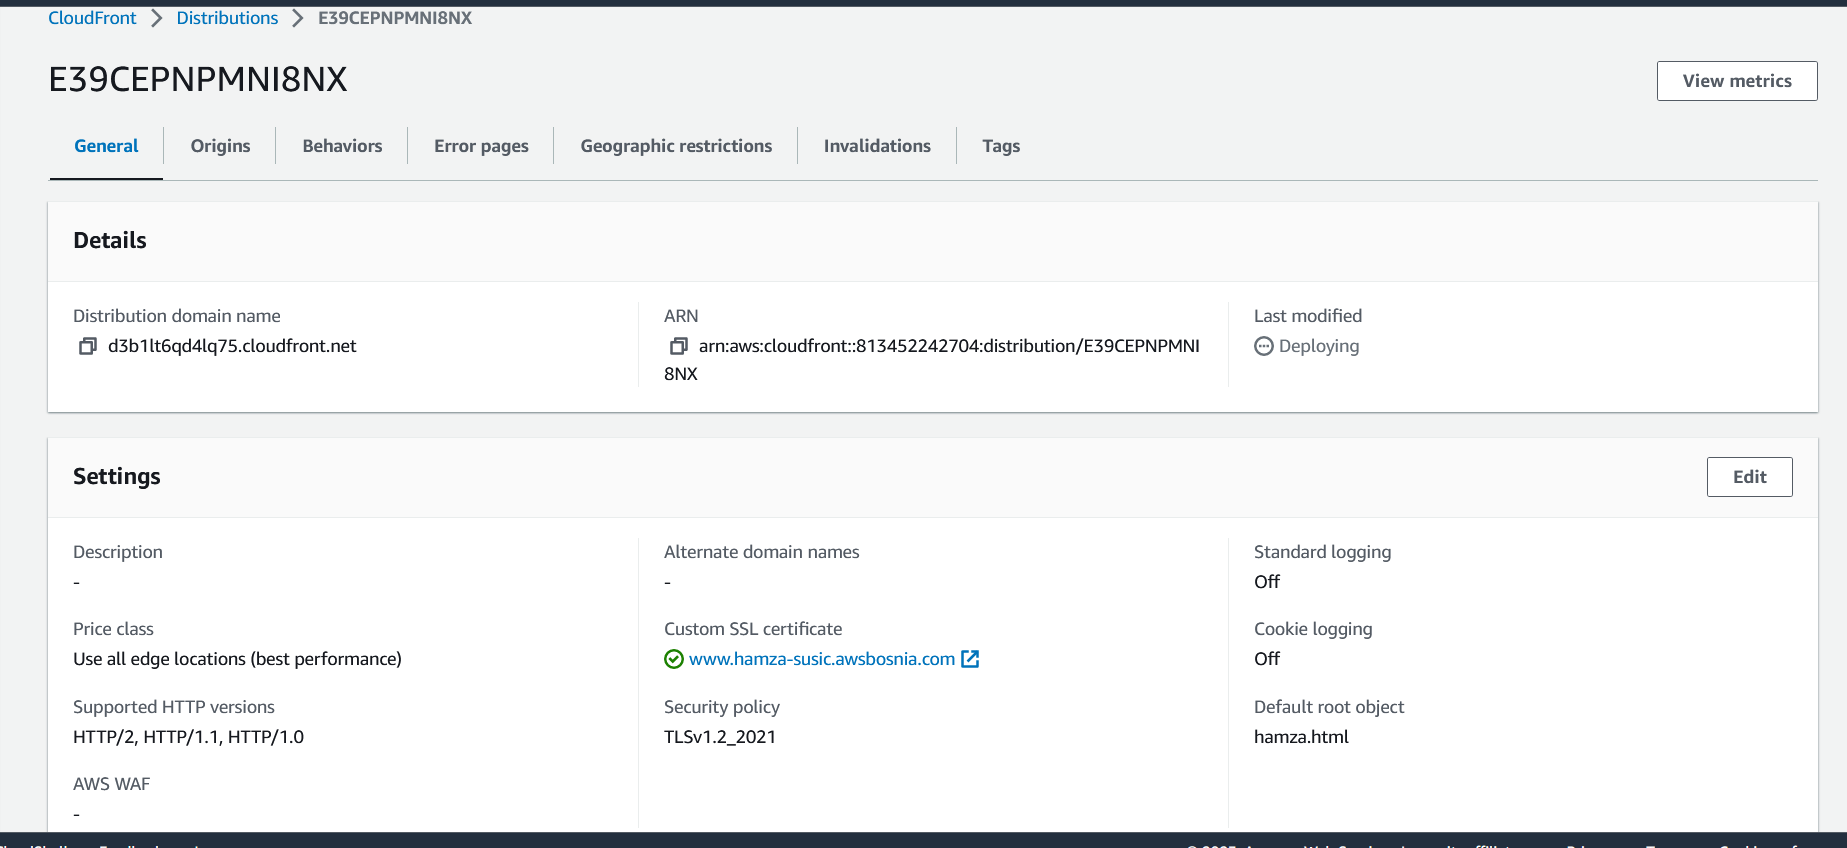 CloudFront > Distributions > E39CEPNPMNI8NX
E39CEPNPMNI8NX
View metrics
General Origins Behaviors Error pages Geographic restrictions Invalidations Tags
Details
Distribution domain name
d3b1lt6qd4lq75.cloudfront.net
ARN
arn:aws:cloudfront::813452242704:distribution/E39CEPNPMNI
8NX
Last modified
Deploying
Settings
Edit
Description
-
Price class
Use all edge locations (best performance)
Supported HTTP versions
HTTP/2, HTTP/1.1, HTTP/1.0
AWS WAF
-
Alternate domain names
-
Custom SSL certificate
www.hamza-susic.awsbosnia.com
Security policy
TLSv1.2_2021
Standard logging
Off
Cookie logging
Off
Default root object
hamza.html